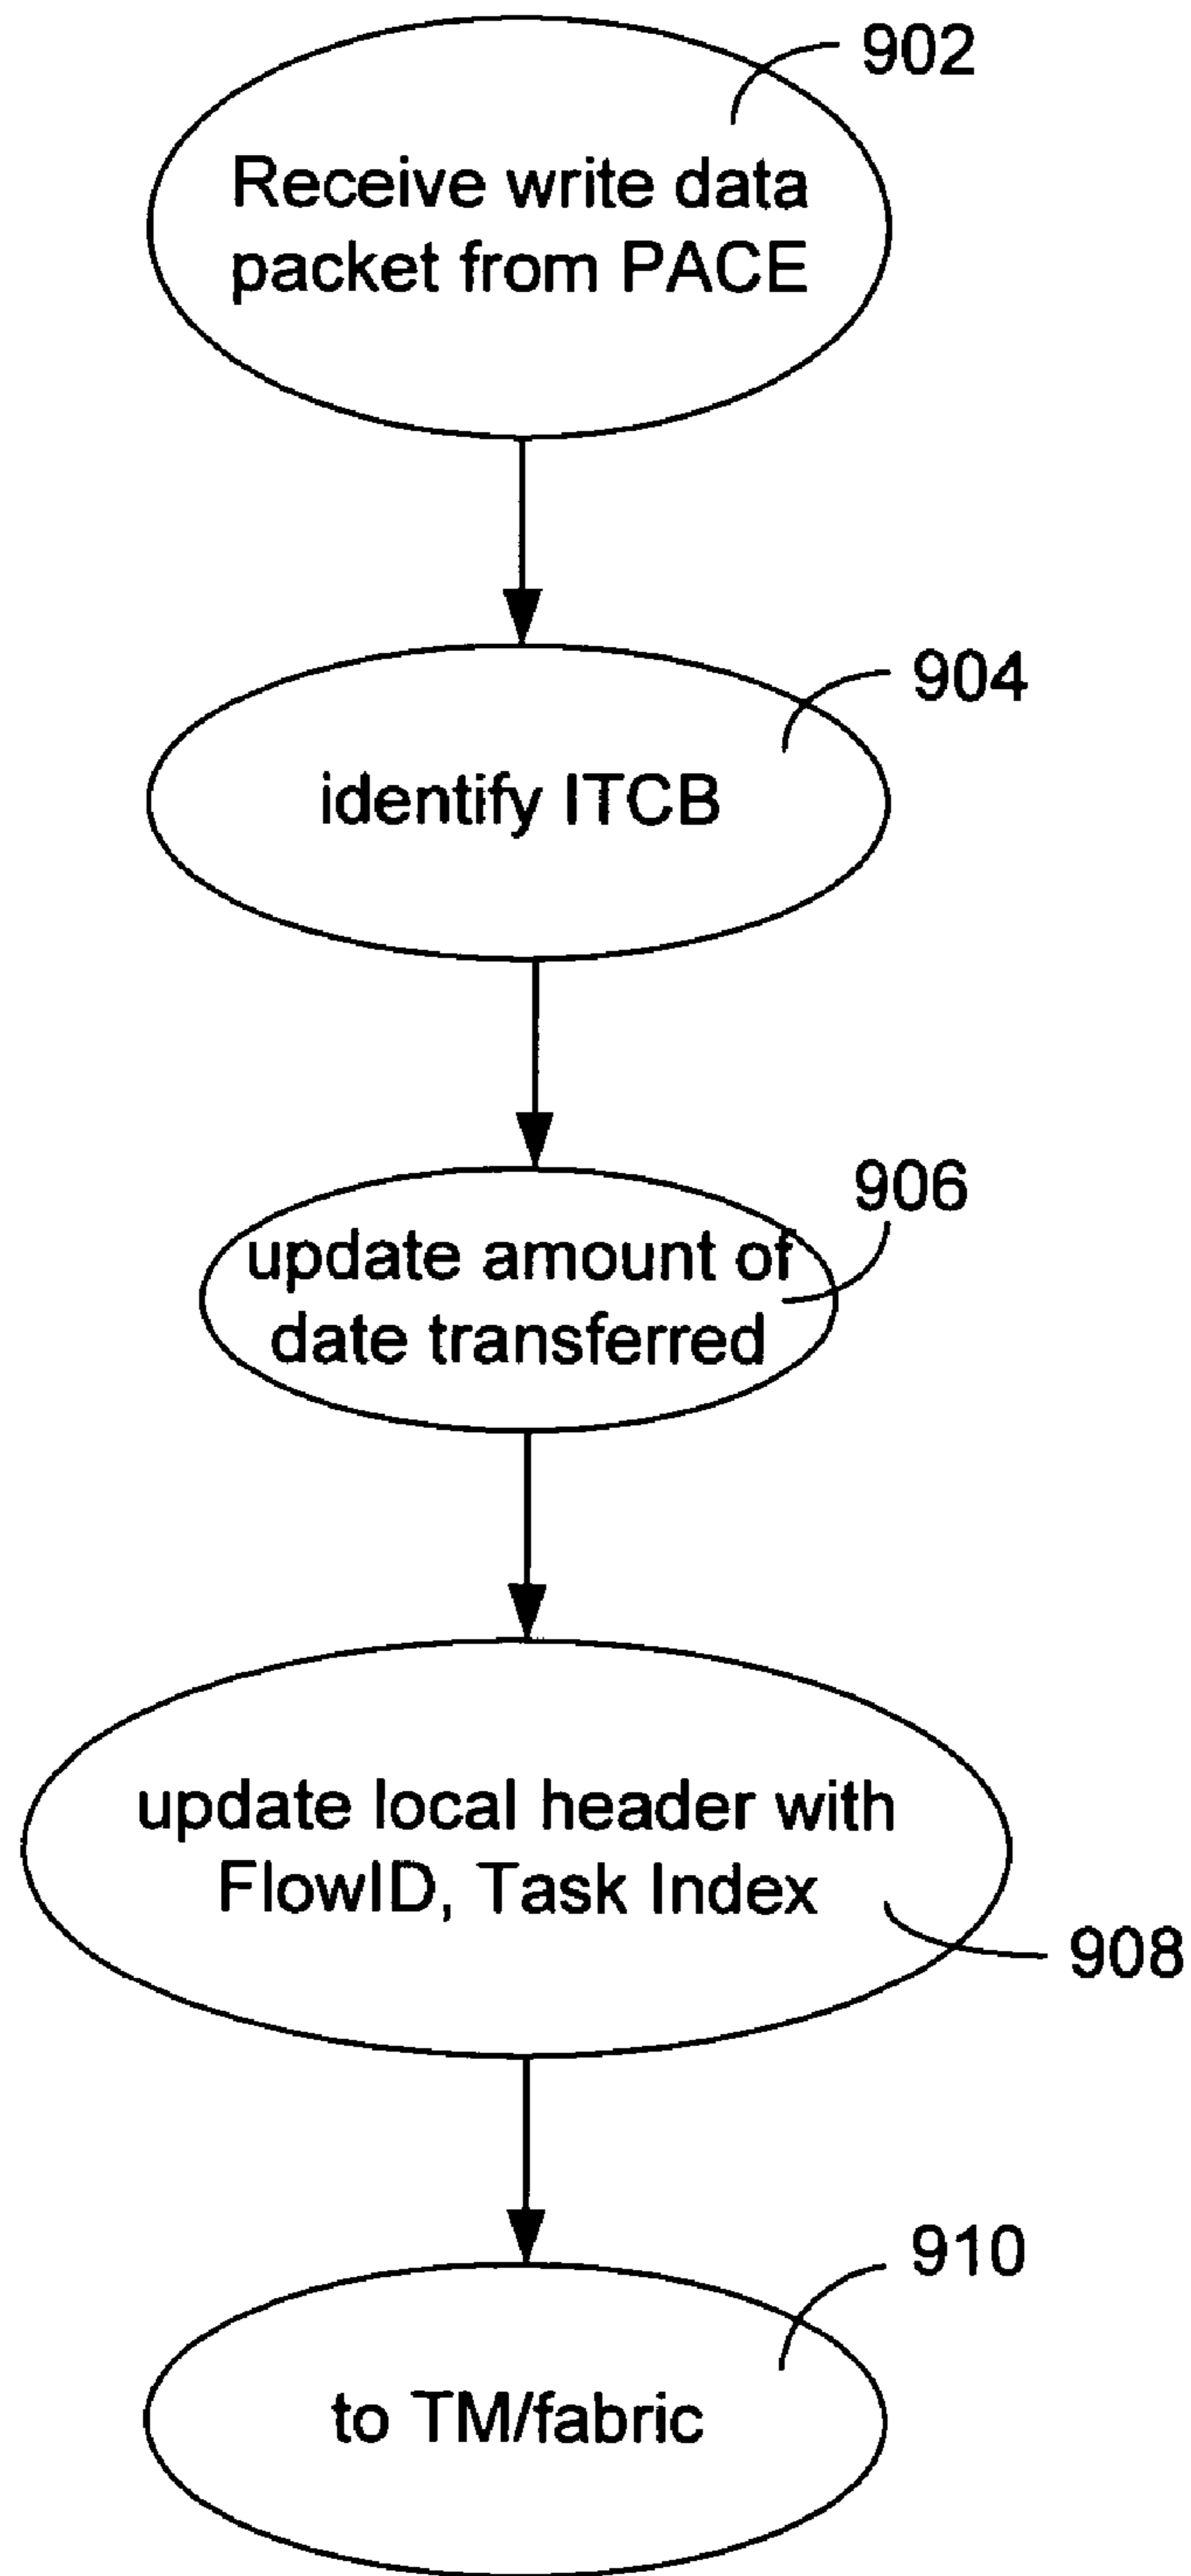 902
Receive write data
packet from PACE
904
identify ITCB
906
update amount of
date transferred
update local header with
FlowID, Task Index
908
910
to TM/fabric